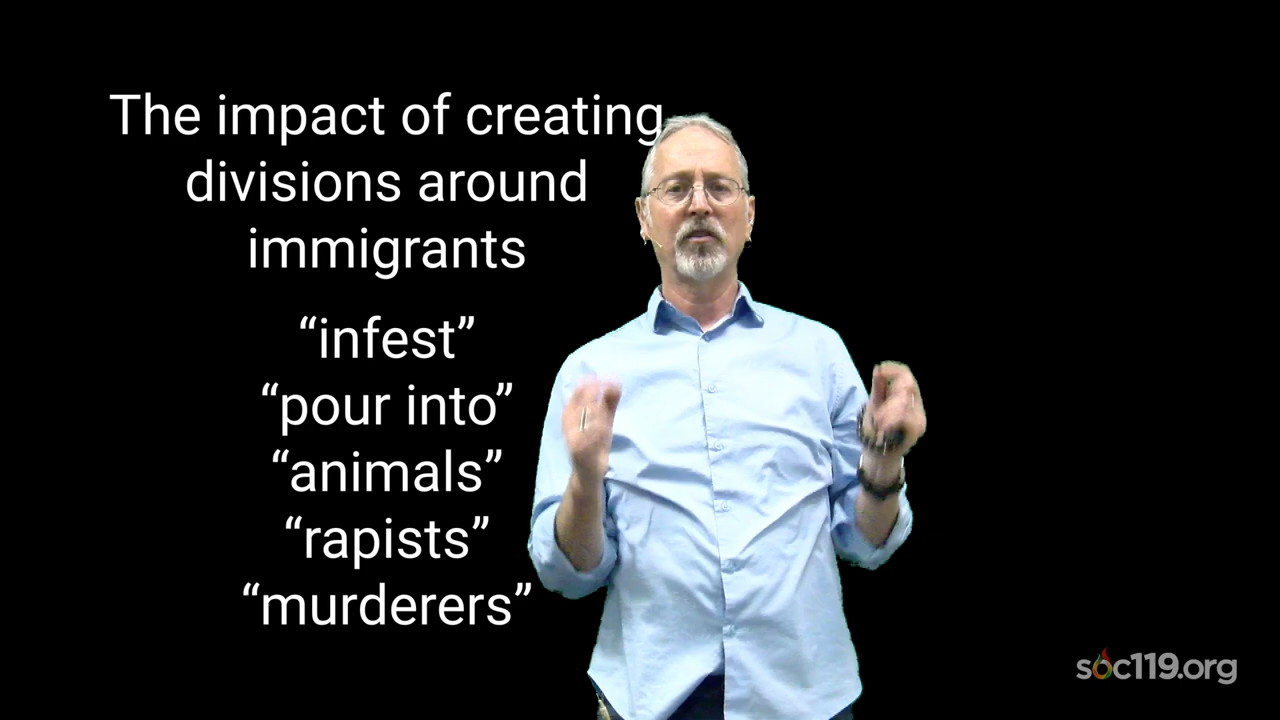 The impact of creating
divisions around
immigrants
“infest”
“pour into”
“animals”
“rapists”
“murderers”
soc119.org